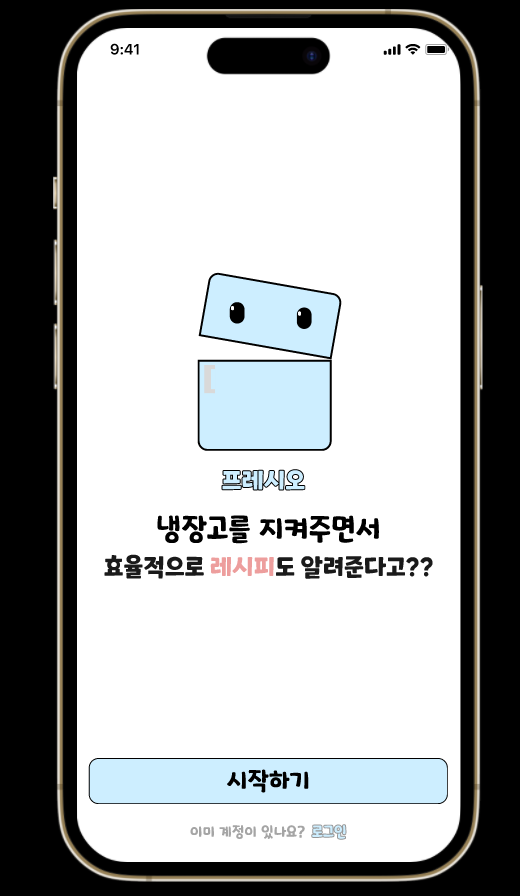 9:41
프레시오
냉장고를 지켜주면서
효율적으로 레시피도 알려준다고??
시작하기
이미 계정이 있나요? 로그인